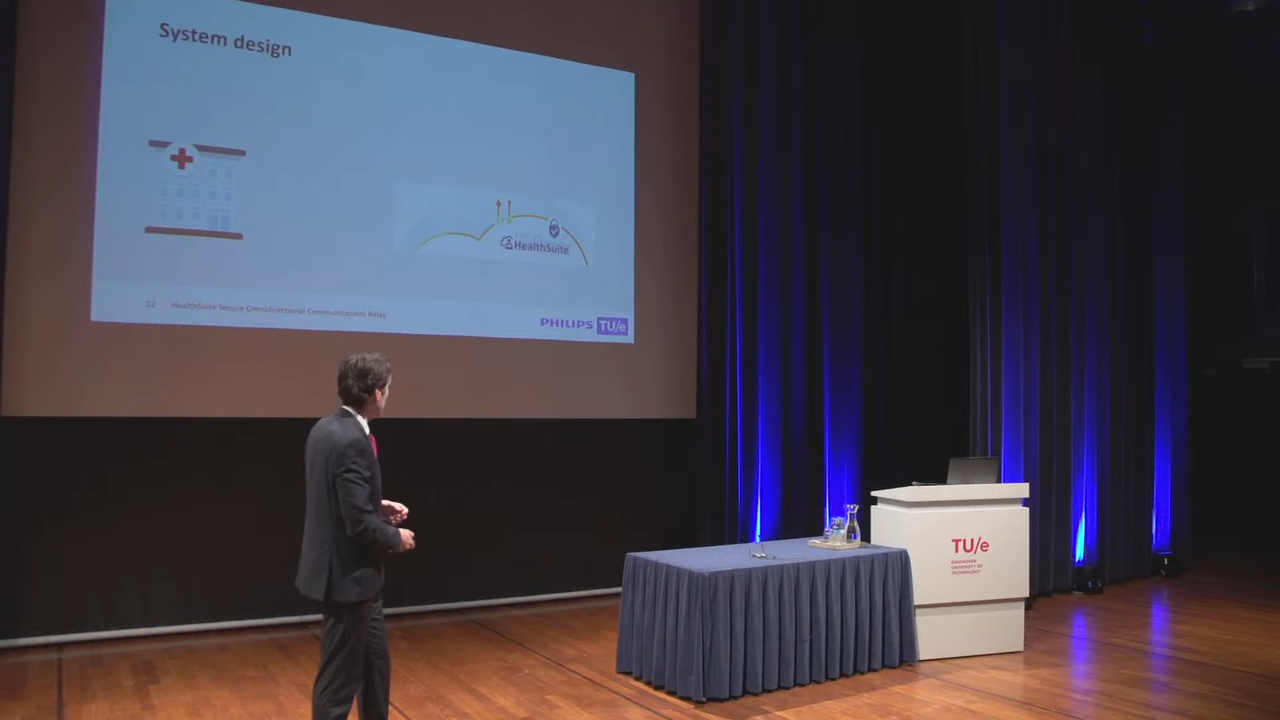 System design
HealthSuite
52 HealthSuite Secure Omnidirectional Communications Relay
PHILIPS TU/e
TU/e
EINDHOVEN
UNIVERSITY OF
TECHNOLOGY